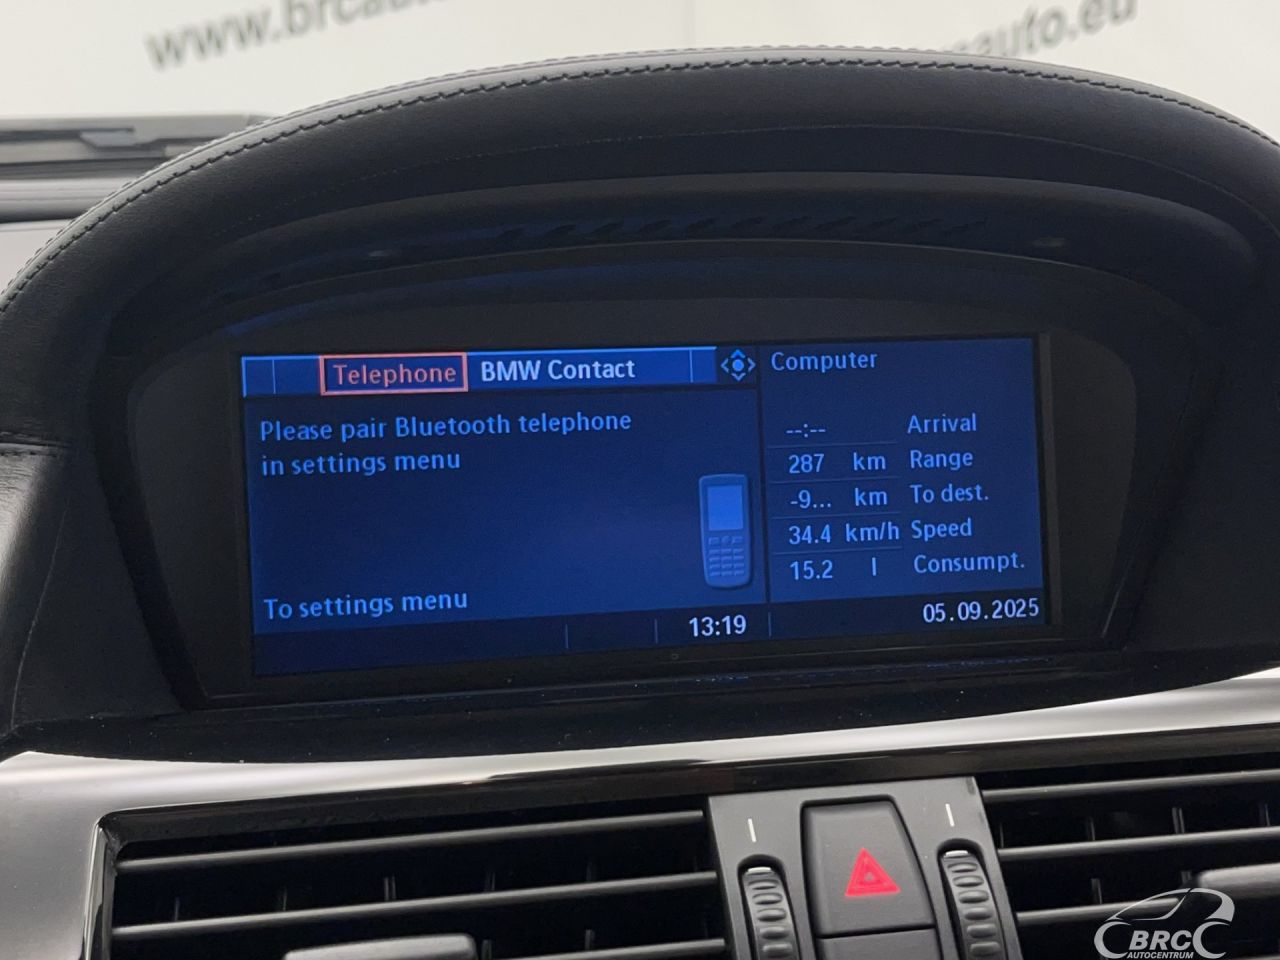 www.brcauto
cauto.eu
Telephone BMW Contact
Please pair Bluetooth telephone
in settings menu
To settings menu
13:19
Computer
--:-- Arrival
287 km Range
-9... km To dest.
34.4 km/h Speed
15.2 l Consumpt.
05.09.2025
BRC
AUTOCENTRUM